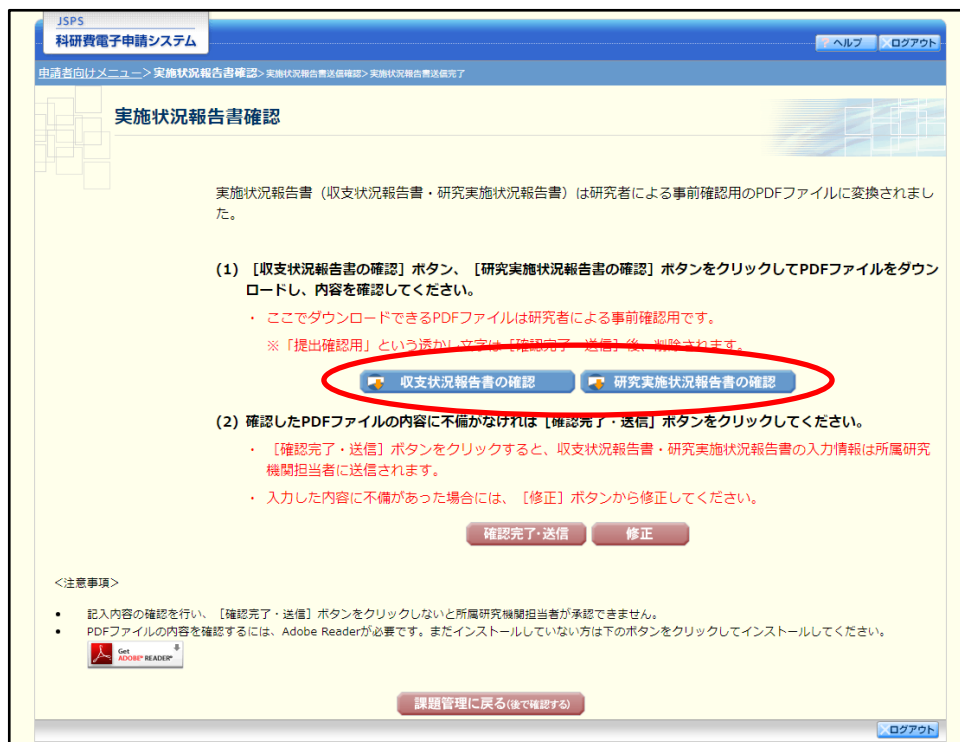 JSPS
科研費電子申請システム
? ヘルプ
ログアウト
申請者向けメニュー>実施状況報告書確認>実施状況報告書送信確認>実施状況報告書送信完了
実施状況報告書確認
実施状況報告書（収支状況報告書・研究実施状況報告書）は研究者による事前確認用のPDFファイルに変換されまし
た。
(1) ［収支状況報告書の確認］ボタン、［研究実施状況報告書の確認］ボタンをクリックしてPDFファイルをダウン
ロードし、内容を確認してください。
・ ここでダウンロードできるPDFファイルは研究者による事前確認用です。
※「提出確認用」という透かし文字は［確認完了・送信］後、削除されます。
収支状況報告書の確認
研究実施状況報告書の確認
(2) 確認したPDFファイルの内容に不備がなければ［確認完了・送信］ボタンをクリックしてください。
・ ［確認完了・送信］ボタンをクリックすると、収支状況報告書・研究実施状況報告書の入力情報は所属研究
機関担当者に送信されます。
・ 入力した内容に不備があった場合には、［修正］ボタンから修正してください。
確認完了・送信
修正
<注意事項>
• 記入内容の確認を行い、［確認完了・送信］ボタンをクリックしないと所属研究機関担当者が承認できません。
• PDFファイルの内容を確認するには、Adobe Readerが必要です。まだインストールしていない方は下のボタンをクリックしてインストールしてください。
Get
ADOBE® READER®
課題管理に戻る(後で確認する)
ログアウト